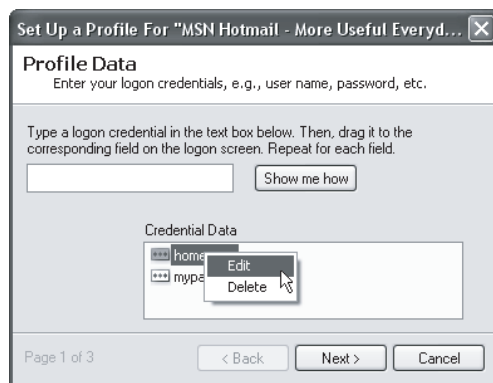 Set Up a Profile For "MSN Hotmail - More Useful Everyd...
Profile Data
Enter your logon credentials, e.g., user name, password, etc.
Type a logon credential in the text box below. Then, drag it to the
corresponding field on the logon screen. Repeat for each field.
Show me how
Credential Data
home
mypa
Edit
Delete
Page 1 of 3
< Back
Next >
Cancel